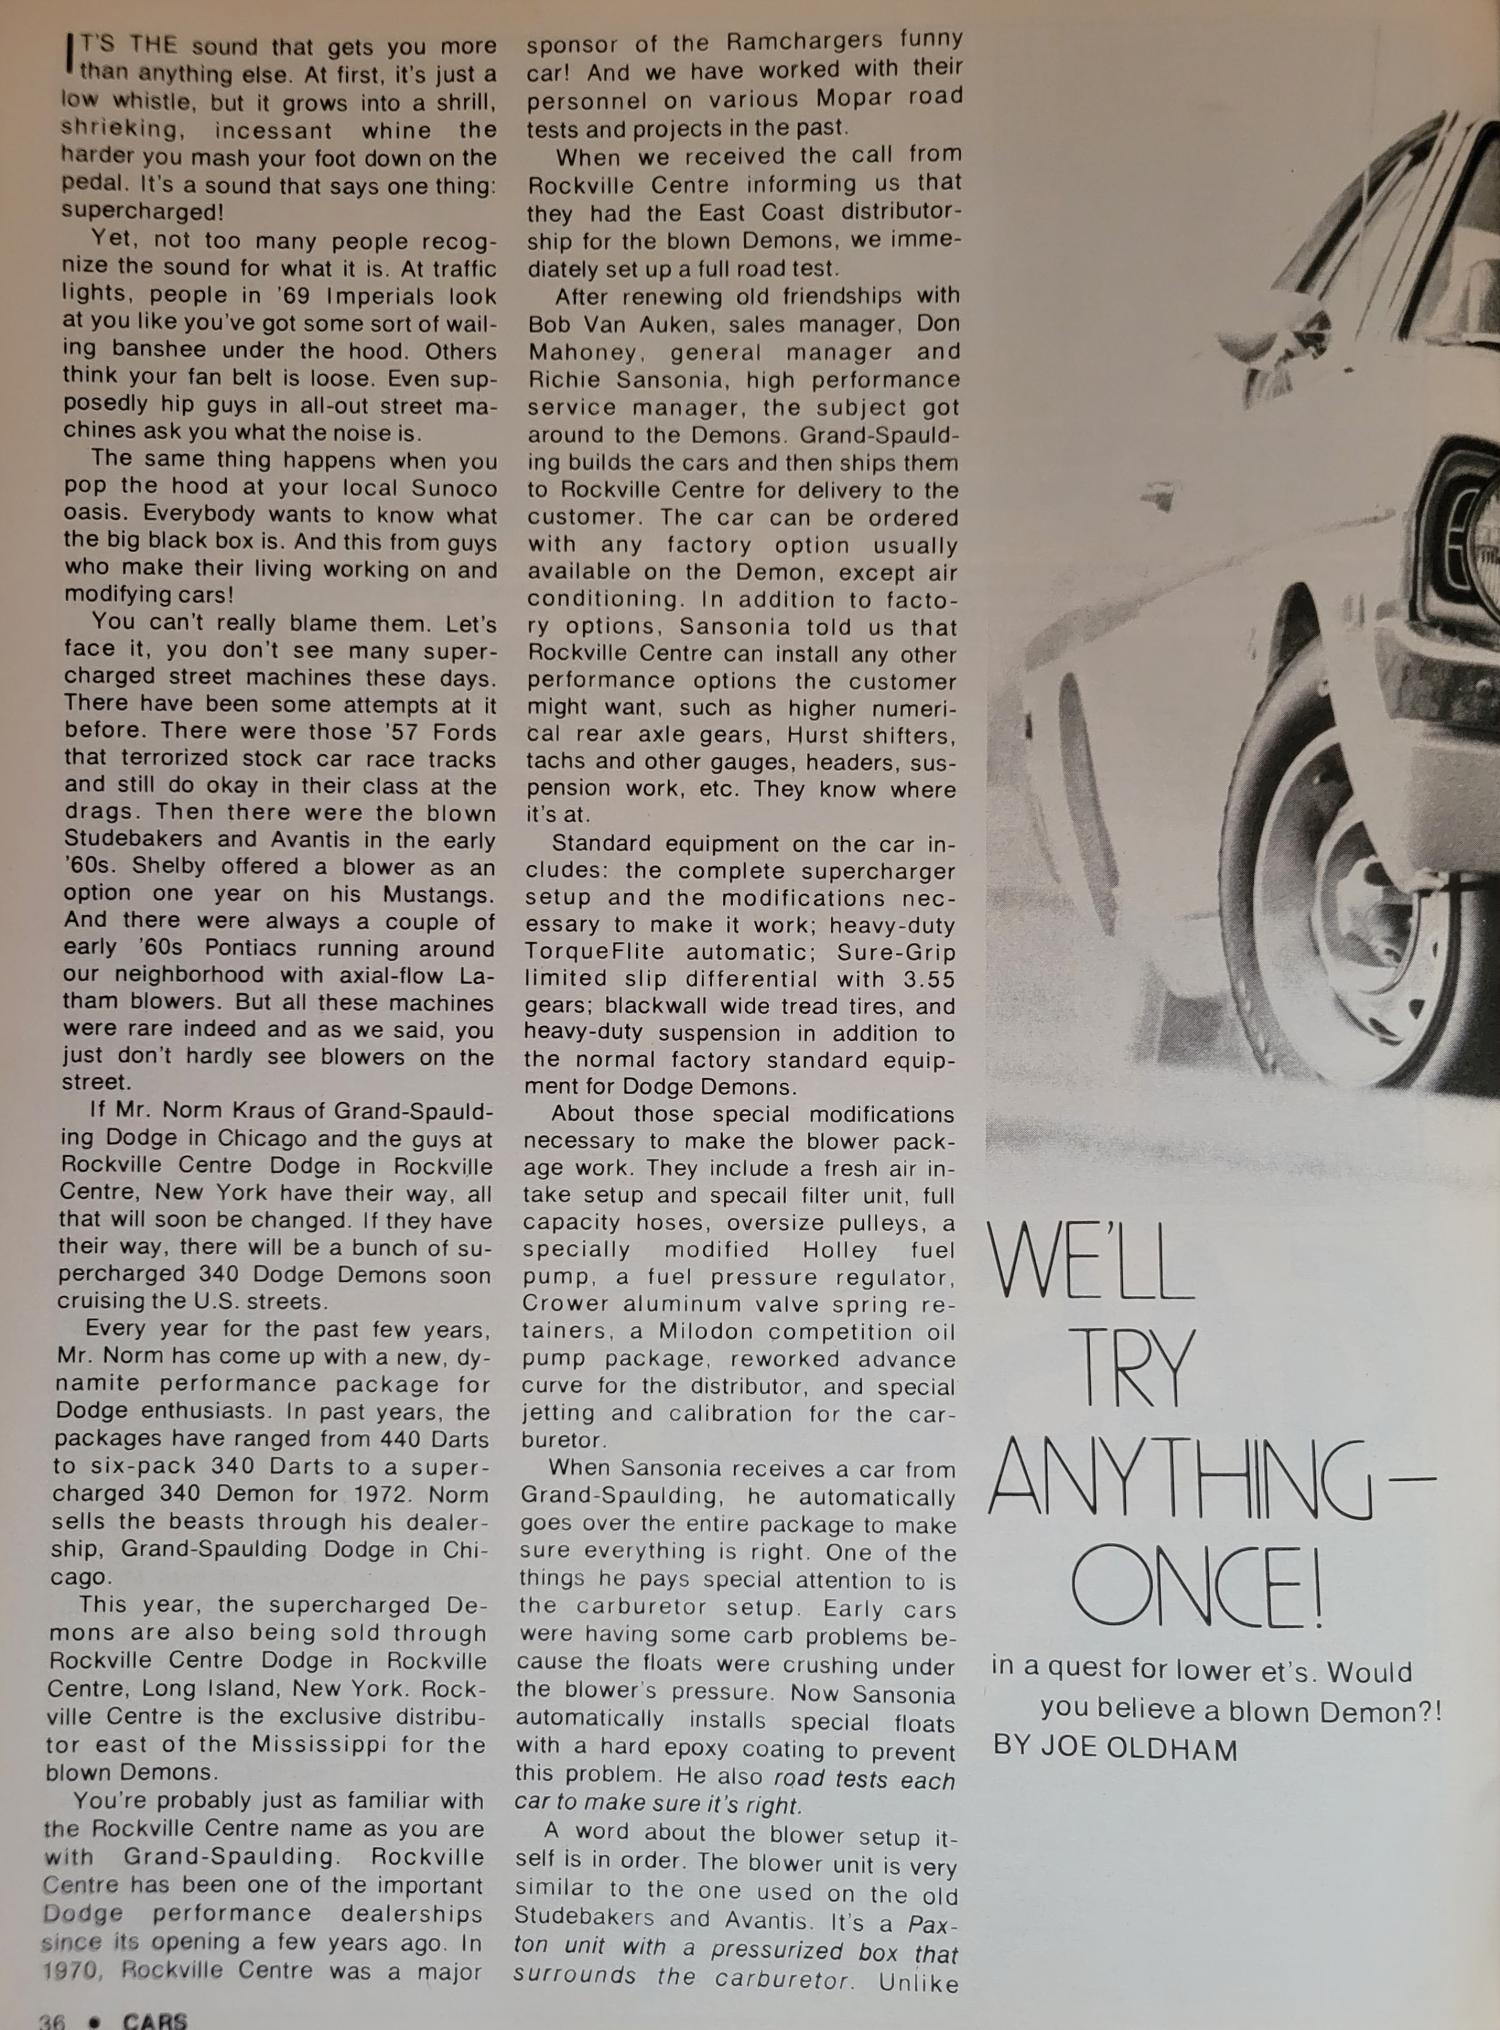 IT'S THE sound that gets you more
than anything else. At first, it's just a
low whistle, but it grows into a shrill,
shrieking, incessant whine the
harder you mash your foot down on the
pedal. It's a sound that says one thing:
supercharged!
Yet, not too many people recog-
nize the sound for what it is. At traffic
lights, people in '69 Imperials look
at you like you've got some sort of wail-
ing banshee under the hood. Others
think your fan belt is loose. Even sup-
posedly hip guys in all-out street ma-
chines ask you what the noise is.
The same thing happens when you
pop the hood at your local Sunoco
oasis. Everybody wants to know what
the big black box is. And this from guys
who make their living working on and
modifying cars!
You can't really blame them. Let's
face it, you don't see many super-
charged street machines these days.
There have been some attempts at it
before. There were those '57 Fords
that terrorized stock car race tracks
and still do okay in their class at the
drags. Then there were the blown
Studebakers and Avantis in the early
'60s. Shelby offered a blower as an
option one year on his Mustangs.
And there were always a couple of
early '60s Pontiacs running around
our neighborhood with axial-flow La-
tham blowers. But all these machines
were rare indeed and as we said, you
just don't hardly see blowers on the
street.
If Mr. Norm Kraus of Grand-Spauld-
ing Dodge in Chicago and the guys at
Rockville Centre Dodge in Rockville
Centre, New York have their way, all
that will soon be changed. If they have
their way, there will be a bunch of su-
percharged 340 Dodge Demons soon
cruising the U.S. streets.
Every year for the past few years,
Mr. Norm has come up with a new, dy-
namite performance package for
Dodge enthusiasts. In past years, the
packages have ranged from 440 Darts
to six-pack 340 Darts to a super-
charged 340 Demon for 1972. Norm
sells the beasts through his dealer-
ship, Grand-Spaulding Dodge in Chi-
cago.
This year, the supercharged De-
mons are also being sold through
Rockville Centre Dodge in Rockville
Centre, Long Island, New York. Rock-
ville Centre is the exclusive distribu-
tor east of the Mississippi for the
blown Demons.
You're probably just as familiar with
the Rockville Centre name as you are
with Grand-Spaulding. Rockville
Centre has been one of the important
Dodge performance dealerships
since its opening a few years ago. In
1970, Rockville Centre was a major
sponsor of the Ramchargers funny
car! And we have worked with their
personnel on various Mopar road
tests and projects in the past.
When we received the call from
Rockville Centre informing us that
they had the East Coast distributor-
ship for the blown Demons, we imme-
diately set up a full road test.
After renewing old friendships with
Bob Van Auken, sales manager, Don
Mahoney, general manager and
Richie Sansonia, high performance
service manager, the subject got
around to the Demons. Grand-Spauld-
ing builds the cars and then ships them
to Rockville Centre for delivery to the
customer. The car can be ordered
with any factory option usually
available on the Demon, except air
conditioning. In addition to facto-
ry options, Sansonia told us that
Rockville Centre can install any other
performance options the customer
might want, such as higher numeri-
cal rear axle gears, Hurst shifters,
tachs and other gauges, headers, sus-
pension work, etc. They know where
it's at.
Standard equipment on the car in-
cludes: the complete supercharger
setup and the modifications nec-
essary to make it work; heavy-duty
TorqueFlite automatic; Sure-Grip
limited slip differential with 3.55
gears; blackwall wide tread tires, and
heavy-duty suspension in addition to
the normal factory standard equip-
ment for Dodge Demons.
About those special modifications
necessary to make the blower pack-
age work. They include a fresh air in-
take setup and specail filter unit, full
capacity hoses, oversize pulleys, a
specially modified Holley fuel
pump, a fuel pressure regulator,
Crower aluminum valve spring re-
tainers, a Milodon competition oil
pump package, reworked advance
curve for the distributor, and special
jetting and calibration for the car-
buretor.
When Sansonia receives a car from
Grand-Spaulding, he automatically
goes over the entire package to make
sure everything is right. One of the
things he pays special attention to is
the carburetor setup. Early cars
were having some carb problems be-
cause the floats were crushing under
the blower's pressure. Now Sansonia
automatically installs special floats
with a hard epoxy coating to prevent
this problem. He also road tests each
car to make sure it's right.
A word about the blower setup it-
self is in order. The blower unit is very
similar to the one used on the old
Studebakers and Avantis. It's a Pax-
ton unit with a pressurized box that
surrounds the carburetor. Unlike
WE'LL
TRY
ANYTHING–
ONCE!
in a quest for lower et's. Would
you believe a blown Demon?!
BY JOE OLDHAM
36 • CARS